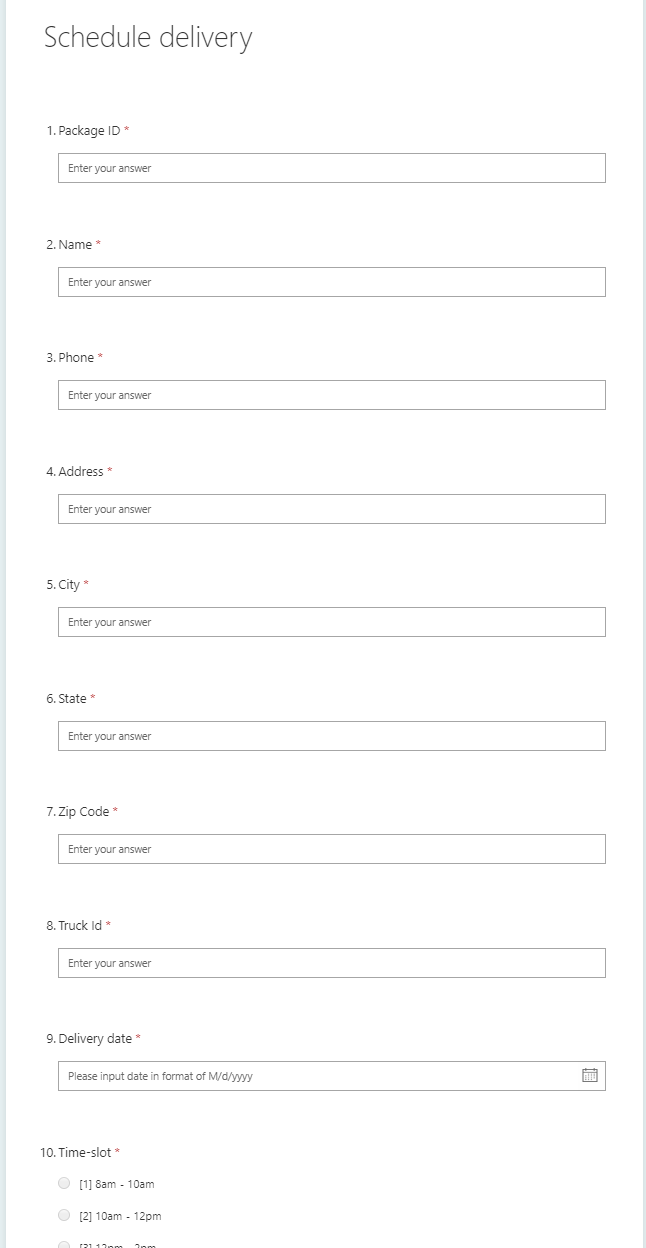 Schedule delivery
1. Package ID *
Enter your answer
2. Name *
Enter your answer
3. Phone *
Enter your answer
4. Address *
Enter your answer
5. City *
Enter your answer
6. State *
Enter your answer
7. Zip Code *
Enter your answer
8. Truck Id *
Enter your answer
9. Delivery date *
Please input date in format of M/d/yyyy
10. Time-slot *
[1] 8am - 10am
[2] 10am - 12pm
[3] 12pm - 2pm